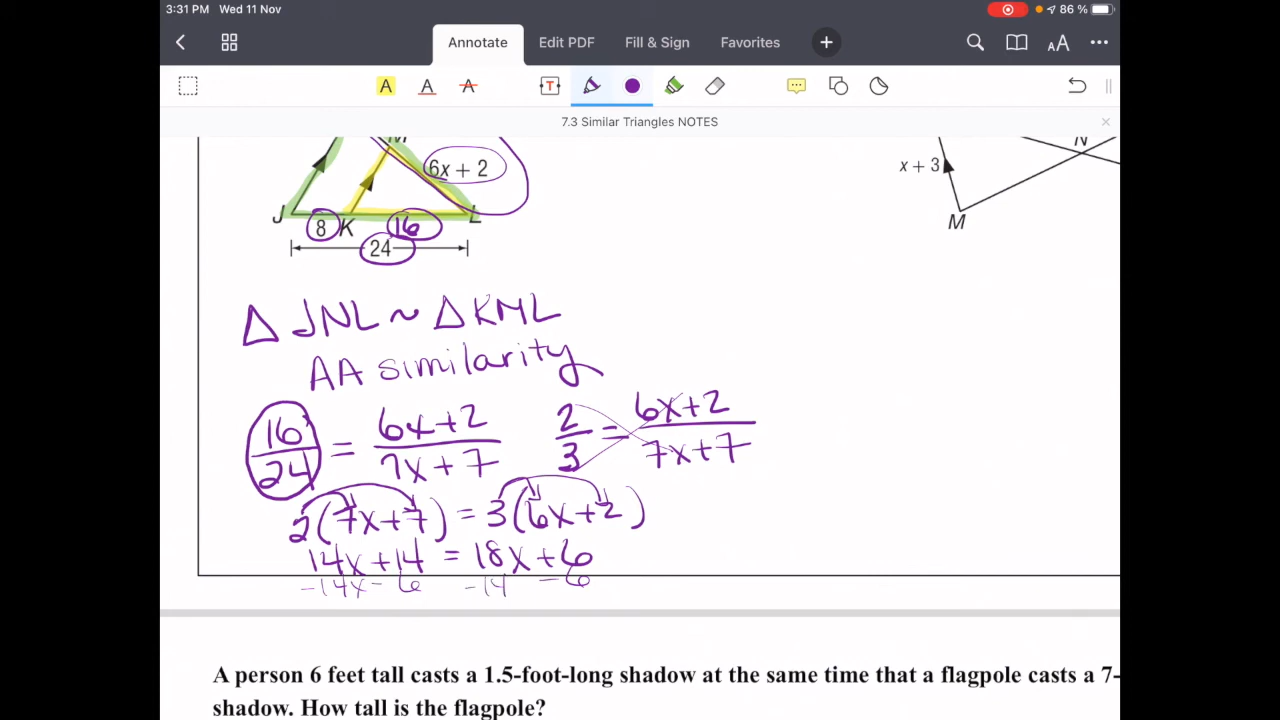 3:31 PM Wed 11 Nov 86 %
Annotate Edit PDF Fill & Sign Favorites
7.3 Similar Triangles NOTES
M 6x + 2
N
x + 3
J 8 K 16 L
M
24
△ JNL ~ △ KML
AA similarity
16/24 = 6x+2/7x+7 2/3 = 6x+2/7x+7
2(7x+7) = 3(6x+2)
14x+14 = 18x+6
-14x-6 -14 -6
A person 6 feet tall casts a 1.5-foot-long shadow at the same time that a flagpole casts a 7-
shadow. How tall is the flagpole?